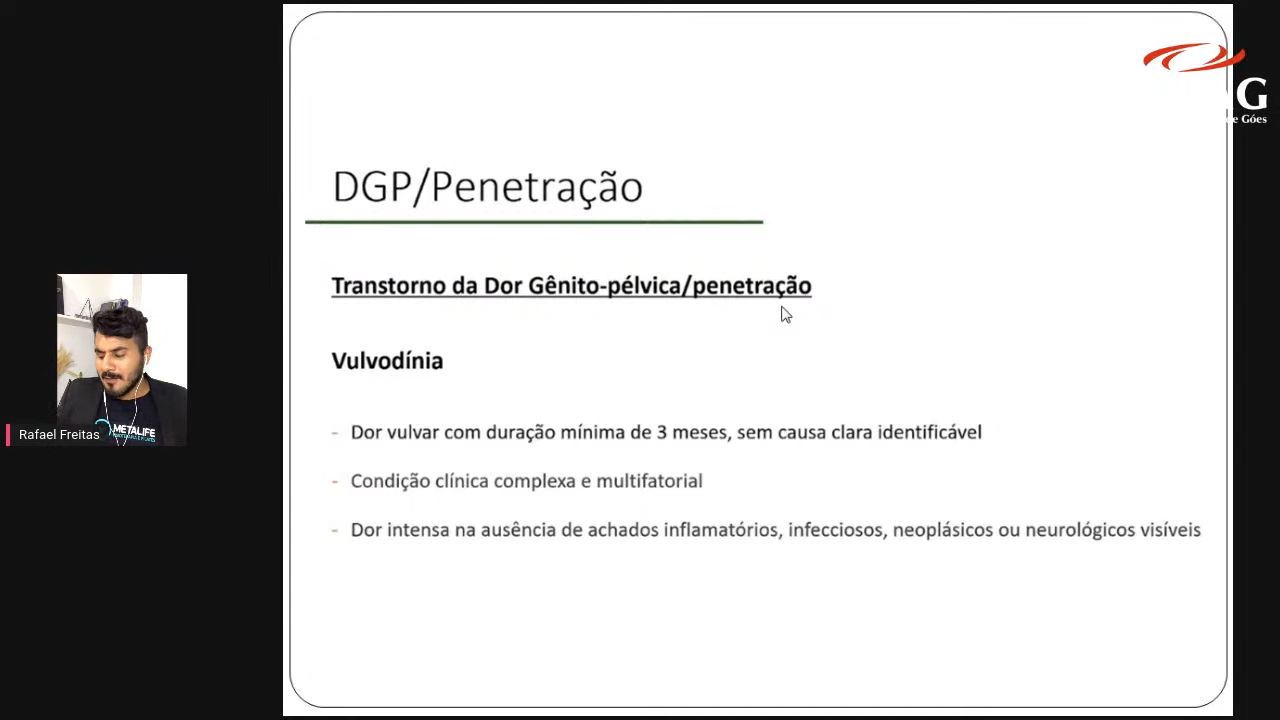 DGP/Penetração
Transtorno da Dor Gênito-pélvica/penetração
Vulvodínia
- Dor vulvar com duração mínima de 3 meses, sem causa clara identificável
- Condição clínica complexa e multifatorial
- Dor intensa na ausência de achados inflamatórios, infecciosos, neoplásicos ou neurológicos visíveis
Rafael Freitas
METALIFE
G
de Góes